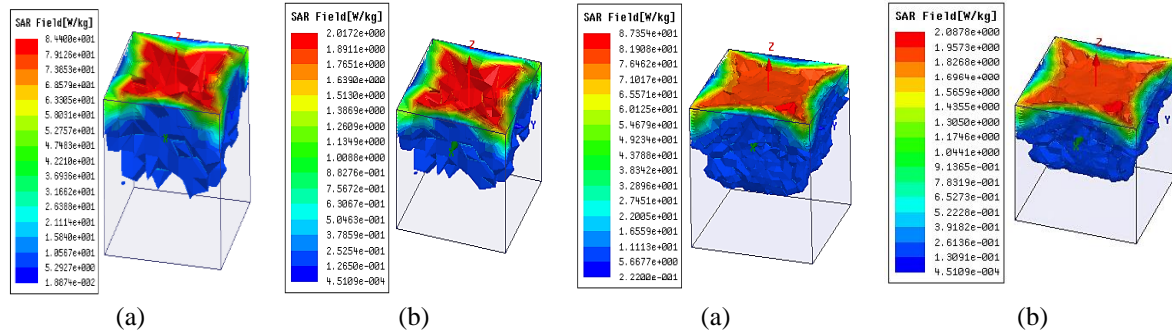 SAR Field[W/kg]
8.4400e+001
7.9126e+001
7.3853e+001
6.8579e+001
6.3305e+001
5.8031e+001
5.2757e+001
4.7483e+001
4.2210e+001
3.6936e+001
3.1662e+001
2.6388e+001
2.1114e+001
1.5840e+001
1.0567e+001
5.2927e+000
1.8874e-002
Z
(a)
SAR Field[W/kg]
2.0172e+000
1.8911e+000
1.7651e+000
1.6390e+000
1.5130e+000
1.3869e+000
1.2609e+000
1.1349e+000
1.0088e+000
8.8276e-001
7.5672e-001
6.3067e-001
5.0463e-001
3.7859e-001
2.5254e-001
1.2650e-001
4.5109e-004
Z
Y
(b)
SAR Field[W/kg]
8.7354e+001
8.1908e+001
7.6462e+001
7.1017e+001
6.5571e+001
6.0125e+001
5.4679e+001
4.9234e+001
4.3788e+001
3.8342e+001
3.2896e+001
2.7451e+001
2.2005e+001
1.6559e+001
1.1113e+001
5.6677e+000
2.2200e-001
Z
Y
(a)
SAR Field[W/kg]
2.0878e+000
1.9573e+000
1.8268e+000
1.6964e+000
1.5659e+000
1.4355e+000
1.3050e+000
1.1746e+000
1.0441e+000
9.1365e-001
7.8319e-001
6.5273e-001
5.2228e-001
3.9182e-001
2.6136e-001
1.3091e-001
4.5109e-004
Z
Y
(b)